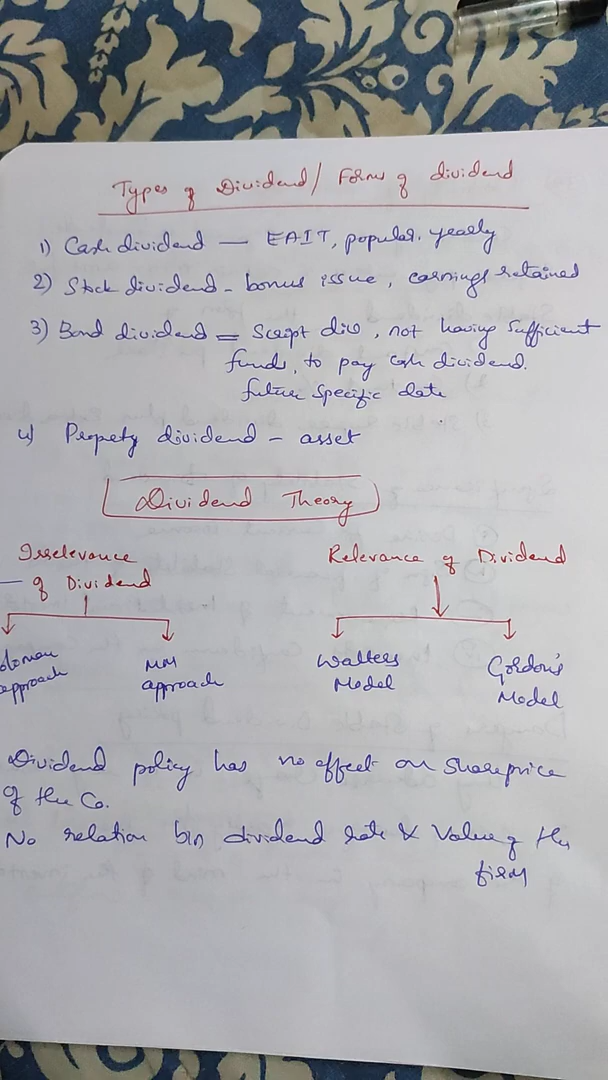 Types of Dividend/ Forms of dividend
1) Cash dividend — EAIT, popular, yearly
2) Stock dividend - bonus issue, earnings retained
3) Bond dividend = Script div, not having sufficient
funds, to pay cash dividend.
future specific date
4) Propety dividend - asset
Dividend Theory
Irrelevance
of Dividend
Relevance of Dividend
approach
MM
approach
Walters
Model
Gordon's
Model
Dividend policy has no effect on share price
of the Co.
No relation b/n dividend rate & Value of the
firm